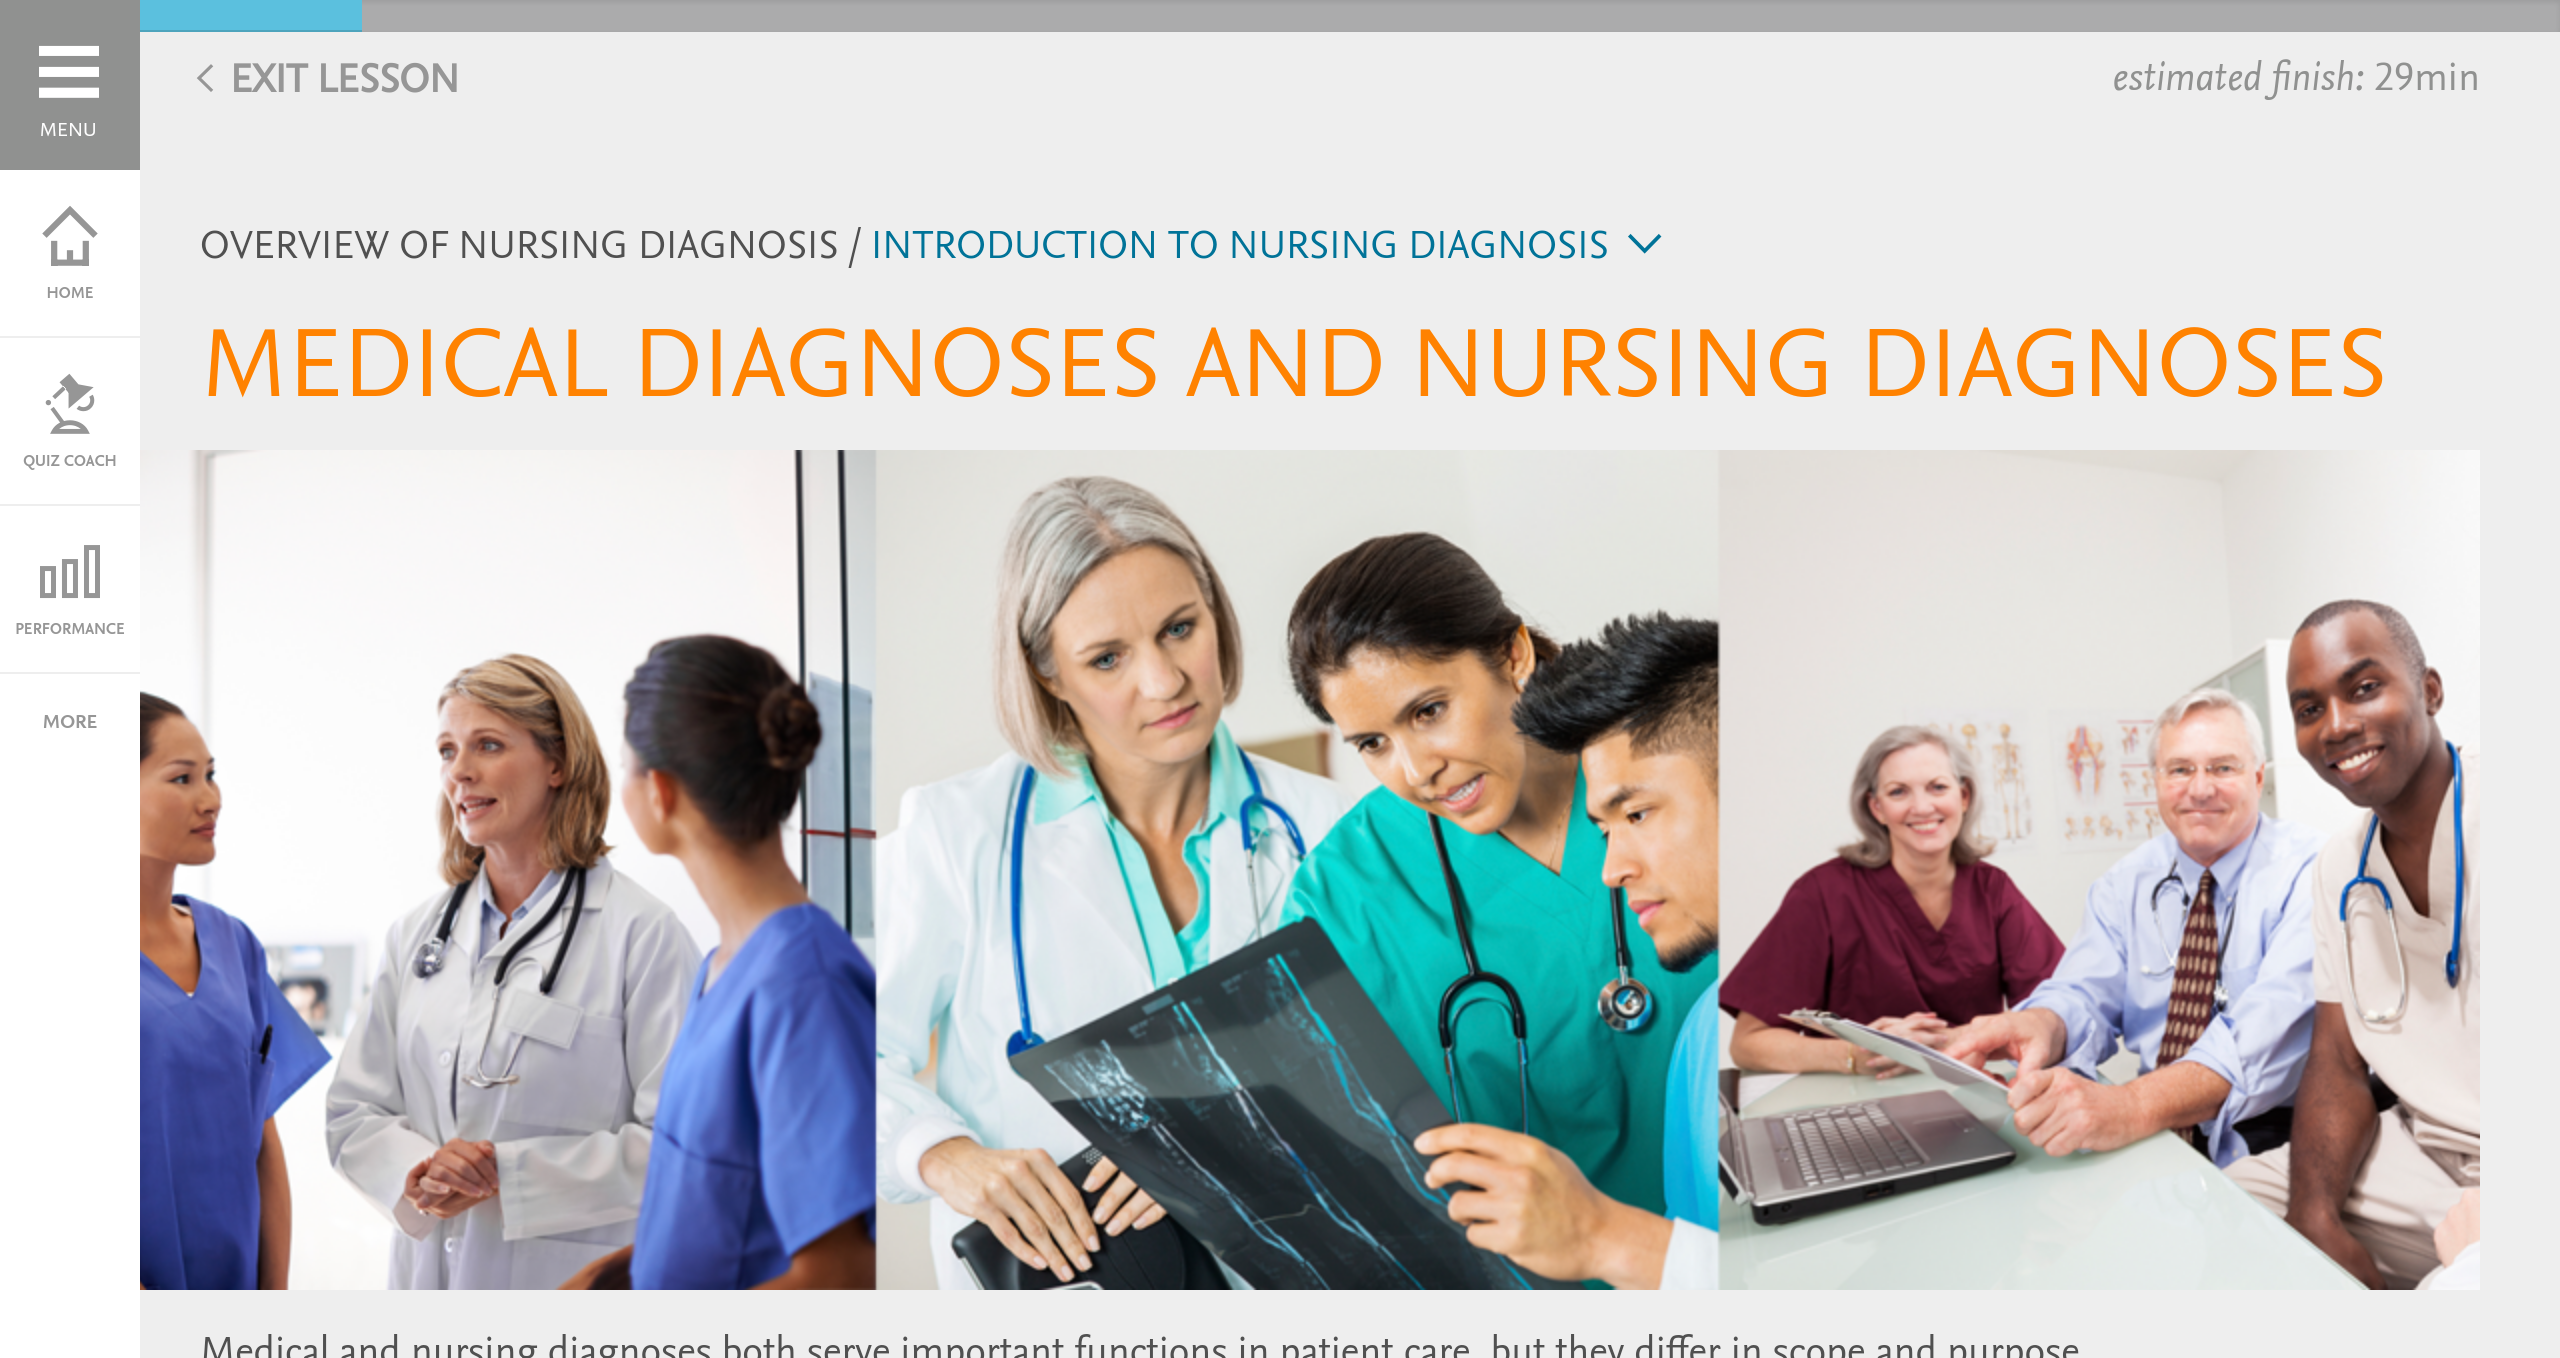 MENU
HOME
QUIZ COACH
PERFORMANCE
MORE
EXIT LESSON
estimated finish: 29min
OVERVIEW OF NURSING DIAGNOSIS / INTRODUCTION TO NURSING DIAGNOSIS
MEDICAL DIAGNOSES AND NURSING DIAGNOSES
Medical and nursing diagnoses both serve important functions in patient care, but they differ in scope and purpose.